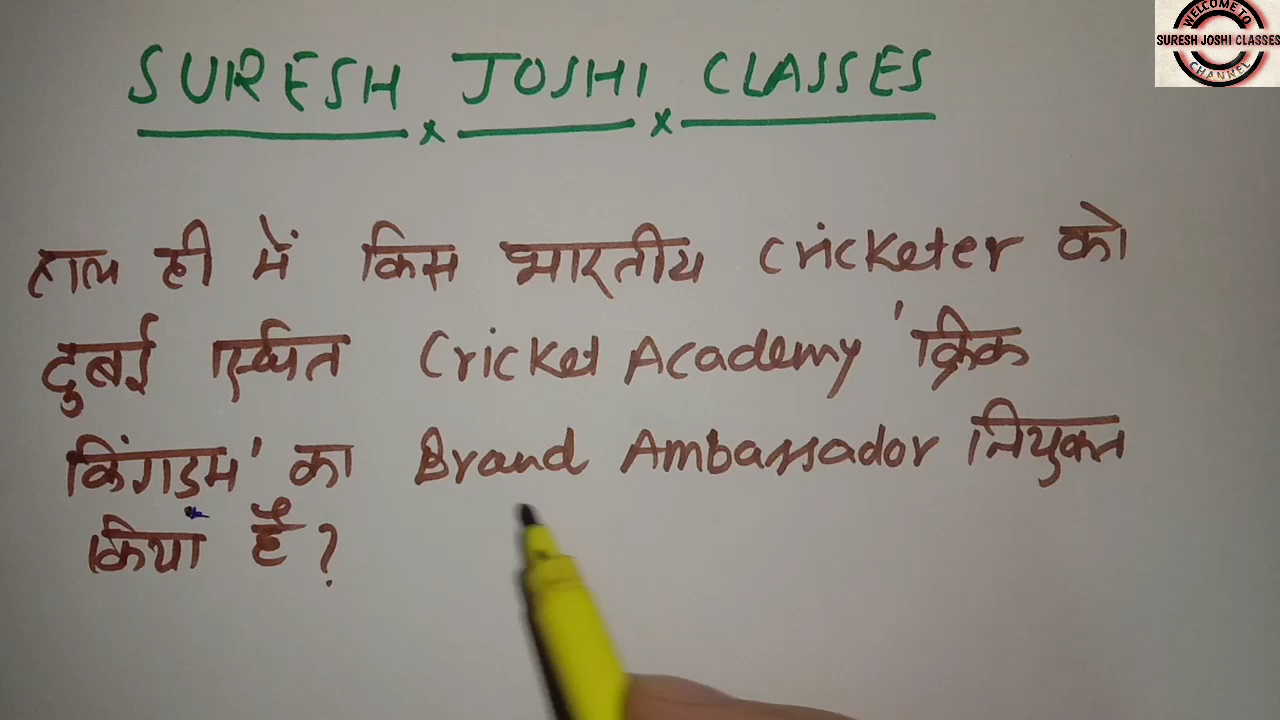 WELCOME TO
SURESH JOSHI CLASSES
CHANNEL
SURESH JOSHI CLASSES
हाल ही में किस भारतीय Cricketer को
दुबई स्थित Cricket Academy 'क्रिक
किंगडम' का Brand Ambassador नियुक्त
किया है?